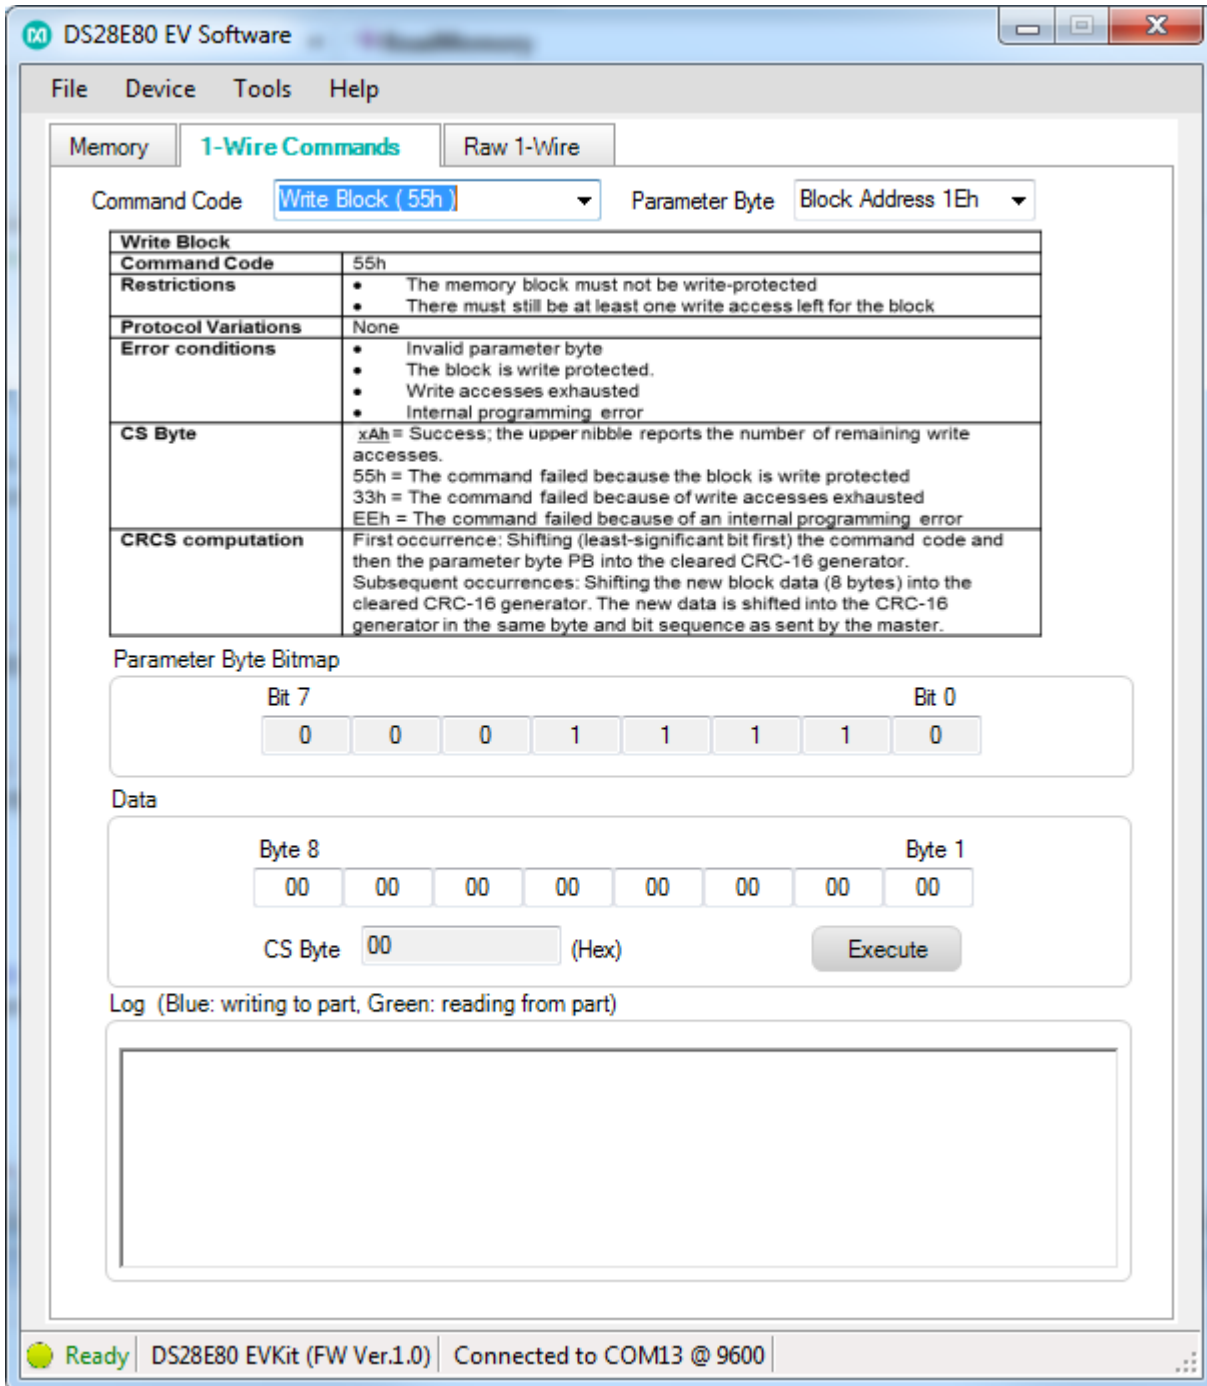 DS28E80 EV Software
File Device Tools Help
Memory 1-Wire Commands Raw 1-Wire
Command Code Write Block ( 55h ) Parameter Byte Block Address 1Eh
Write Block
Command Code 55h
Restrictions • The memory block must not be write-protected
• There must still be at least one write access left for the block
Protocol Variations None
Error conditions • Invalid parameter byte
• The block is write protected.
• Write accesses exhausted
• Internal programming error
CS Byte xAh = Success; the upper nibble reports the number of remaining write
accesses.
55h = The command failed because the block is write protected
33h = The command failed because of write accesses exhausted
EEh = The command failed because of an internal programming error
CRCS computation First occurrence: Shifting (least-significant bit first) the command code and
then the parameter byte PB into the cleared CRC-16 generator.
Subsequent occurrences: Shifting the new block data (8 bytes) into the
cleared CRC-16 generator. The new data is shifted into the CRC-16
generator in the same byte and bit sequence as sent by the master.
Parameter Byte Bitmap
Bit 7 Bit 0
0 0 0 1 1 1 1 0
Data
Byte 8 Byte 1
00 00 00 00 00 00 00 00
CS Byte 00 (Hex) Execute
Log (Blue: writing to part, Green: reading from part)
Ready DS28E80 EVKit (FW Ver.1.0) Connected to COM13 @ 9600